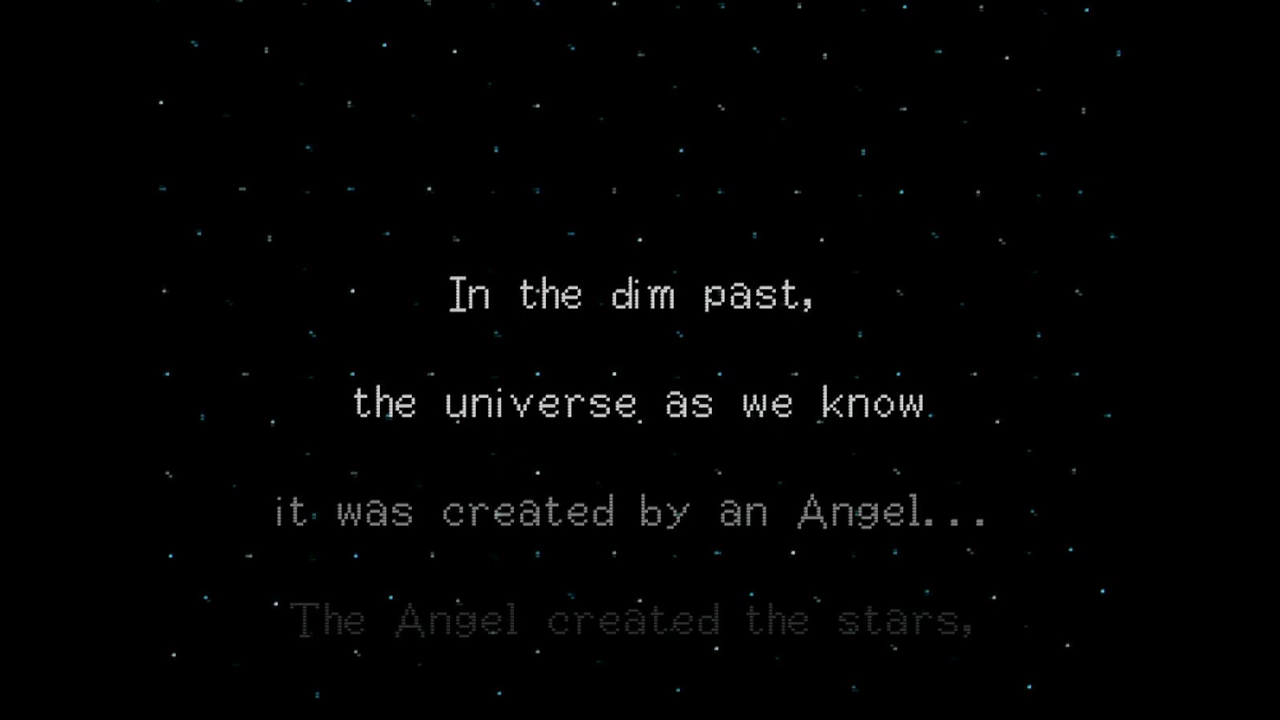 In the dim past,
the universe as we know
it was created by an Angel...
The Angel created the stars,